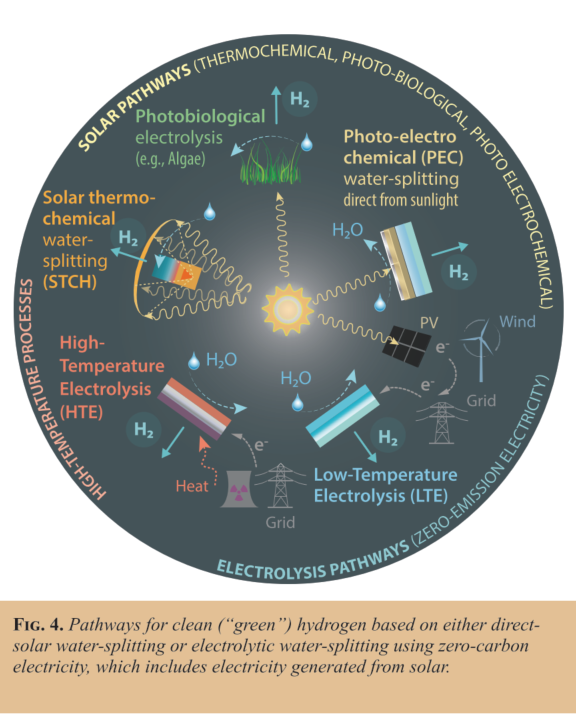 SOLAR PATHWAYS (THERMOCHEMICAL, PHOTO-BIOLOGICAL, PHOTO ELECTROCHEMICAL)
H₂
Photobiological
electrolysis
(e.g., Algae)
Photo-electro
chemical (PEC)
water-splitting
direct from sunlight
Solar thermo-
chemical
water-
splitting
(STCH)
H₂
H₂O
H₂
PV
Wind
e⁻
e⁻
Grid
High-
Temperature
Electrolysis
(HTE)
H₂O
H₂O
H₂
H₂
e⁻
Heat
Grid
Low-Temperature
Electrolysis (LTE)
HIGH-TEMPERATURE PROCESSES
ELECTROLYSIS PATHWAYS (ZERO-EMISSION ELECTRICITY)
FIG. 4. Pathways for clean (“green”) hydrogen based on either direct-
solar water-splitting or electrolytic water-splitting using zero-carbon
electricity, which includes electricity generated from solar.